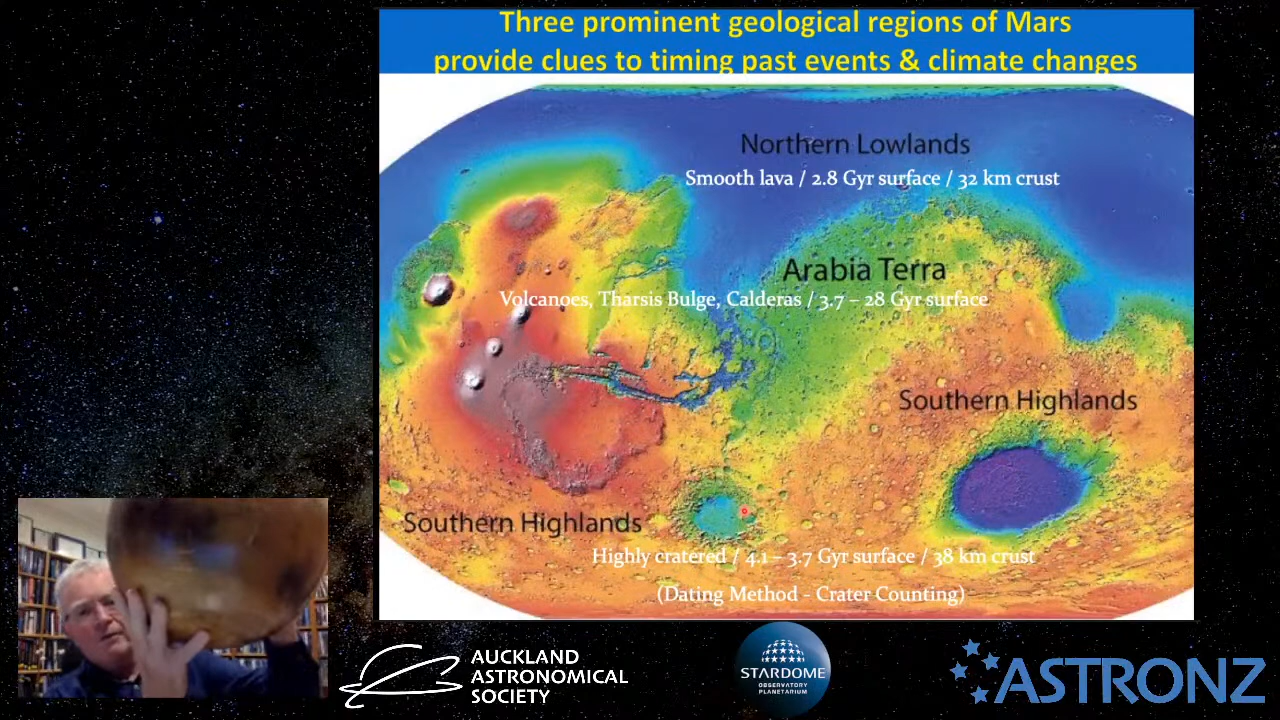 Three prominent geological regions of Mars
provide clues to timing past events & climate changes
Northern Lowlands
Smooth lava / 2.8 Gyr surface / 32 km crust
Arabia Terra
Volcanoes, Tharsis Bulge, Calderas / 3.7 – 28 Gyr surface
Southern Highlands
Southern Highlands
Highly cratered / 4.1 – 3.7 Gyr surface / 38 km crust
(Dating Method - Crater Counting)
AUCKLAND
ASTRONOMICAL
SOCIETY
STARDOME
OBSERVATORY
PLANETARIUM
ASTRONZ